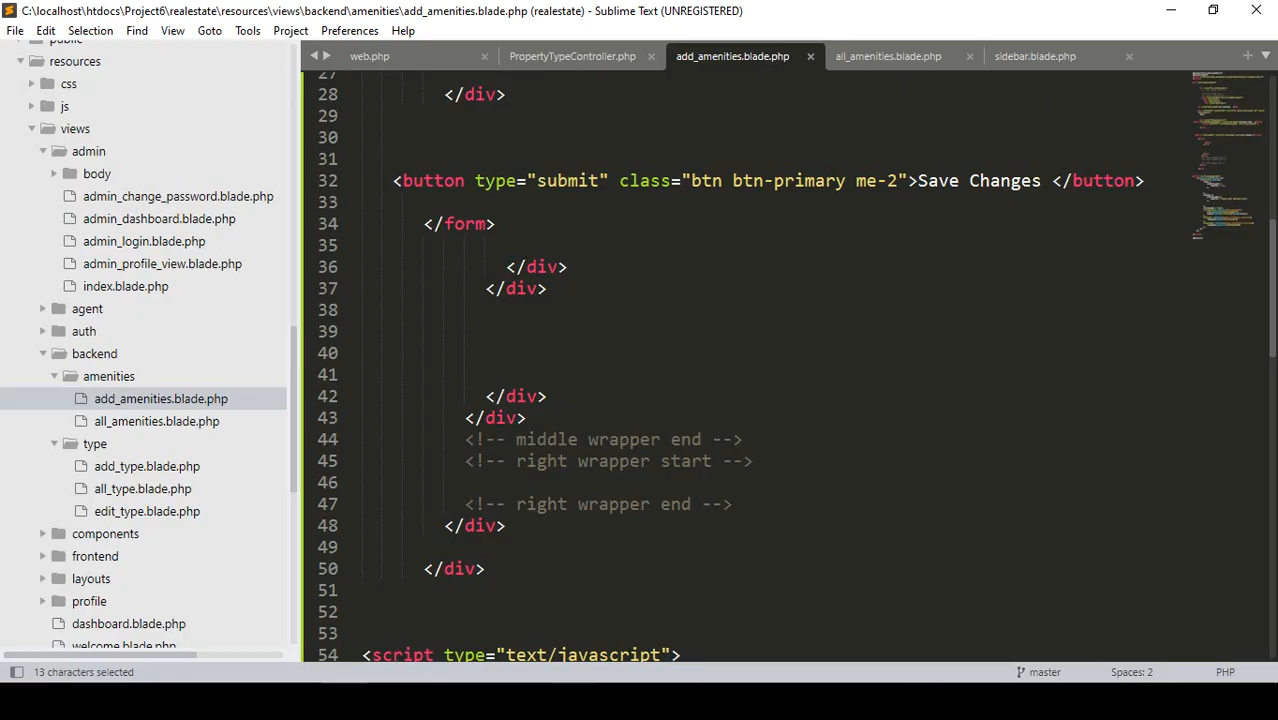 C:\localhost\htdocs\Project6\realestate\resources\views\backend\amenities\add_amenities.blade.php (realestate) - Sublime Text (UNREGISTERED)
File Edit Selection Find View Goto Tools Project Preferences Help
web.php PropertyTypeController.php add_amenities.blade.php all_amenities.blade.php sidebar.blade.php
public
resources
css
js
views
admin
body
admin_change_password.blade.php
admin_dashboard.blade.php
admin_login.blade.php
admin_profile_view.blade.php
index.blade.php
agent
auth
backend
amenities
add_amenities.blade.php
all_amenities.blade.php
type
add_type.blade.php
all_type.blade.php
edit_type.blade.php
components
frontend
layouts
profile
dashboard.blade.php
welcome.blade.php
27
28 </div>
29
30
31
32 <button type="submit" class="btn btn-primary me-2">Save Changes </button>
33
34 </form>
35
36 </div>
37 </div>
38
39
40
41
42 </div>
43 </div>
44 <!-- middle wrapper end -->
45 <!-- right wrapper start -->
46
47 <!-- right wrapper end -->
48 </div>
49
50 </div>
51
52
53
54 <script type="text/javascript">
13 characters selected master Spaces: 2 PHP